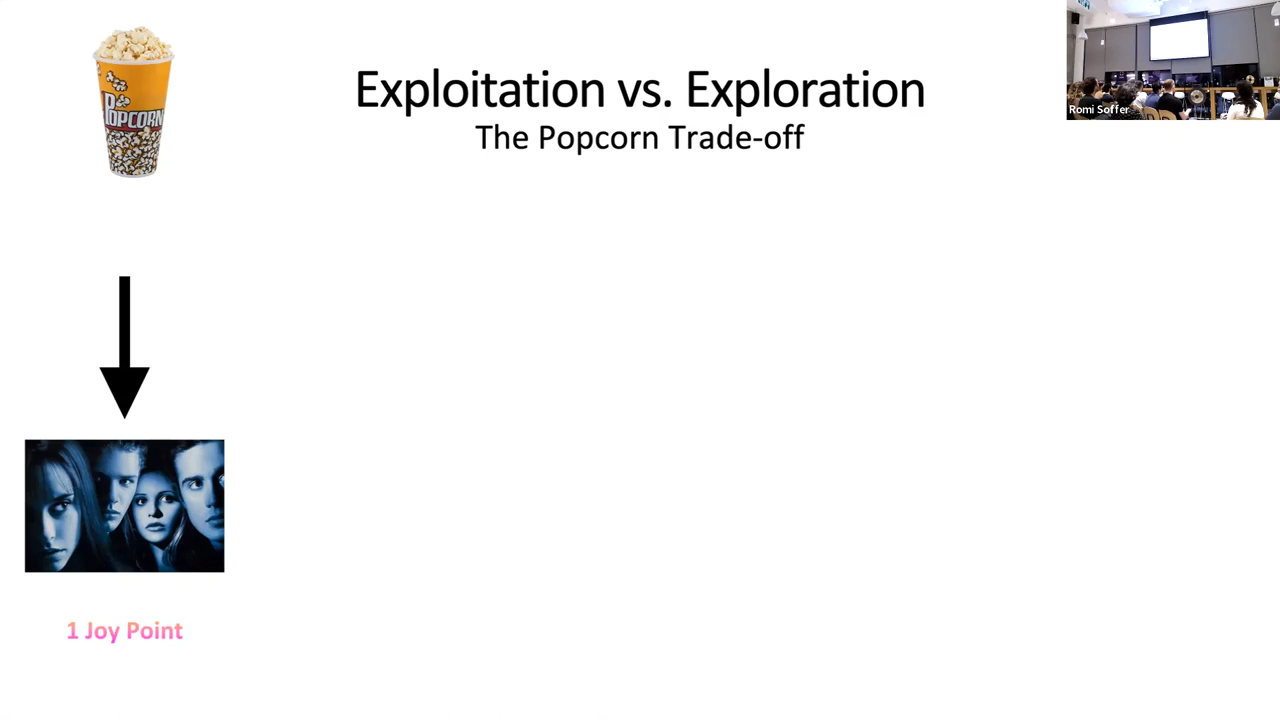 POPCORN
Exploitation vs. Exploration
The Popcorn Trade-off
Romi Soffer
1 Joy Point